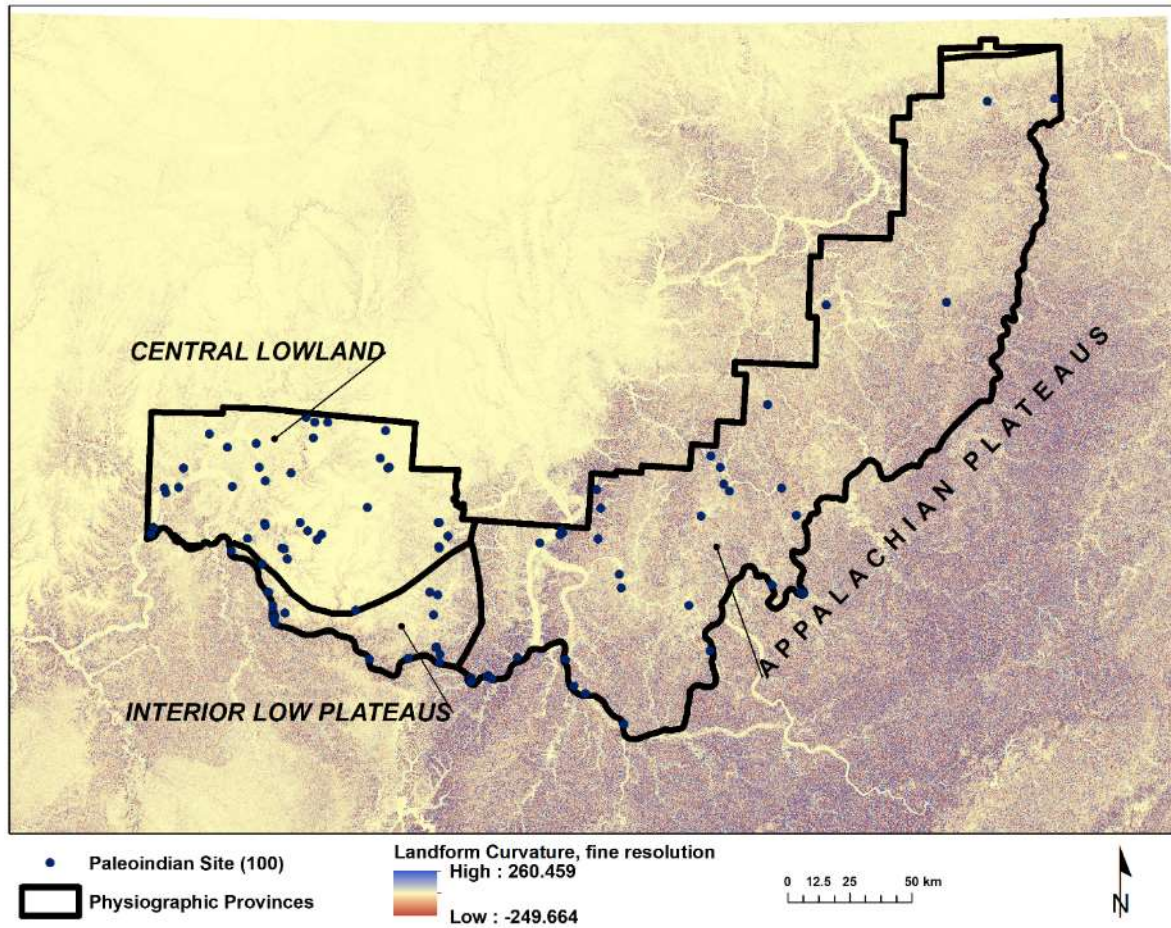 CENTRAL LOWLAND
APPALACHIAN PLATEAUS
INTERIOR LOW PLATEAUS
Paleoindian Site (100)
Physiographic Provinces
Landform Curvature, fine resolution
High : 260.459
Low : -249.664
0 12.5 25 50 km
N